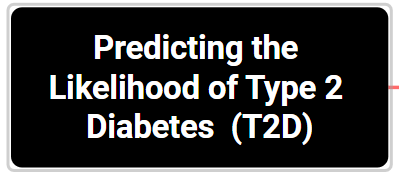 Predicting the
Likelihood of Type 2
Diabetes  (T2D)